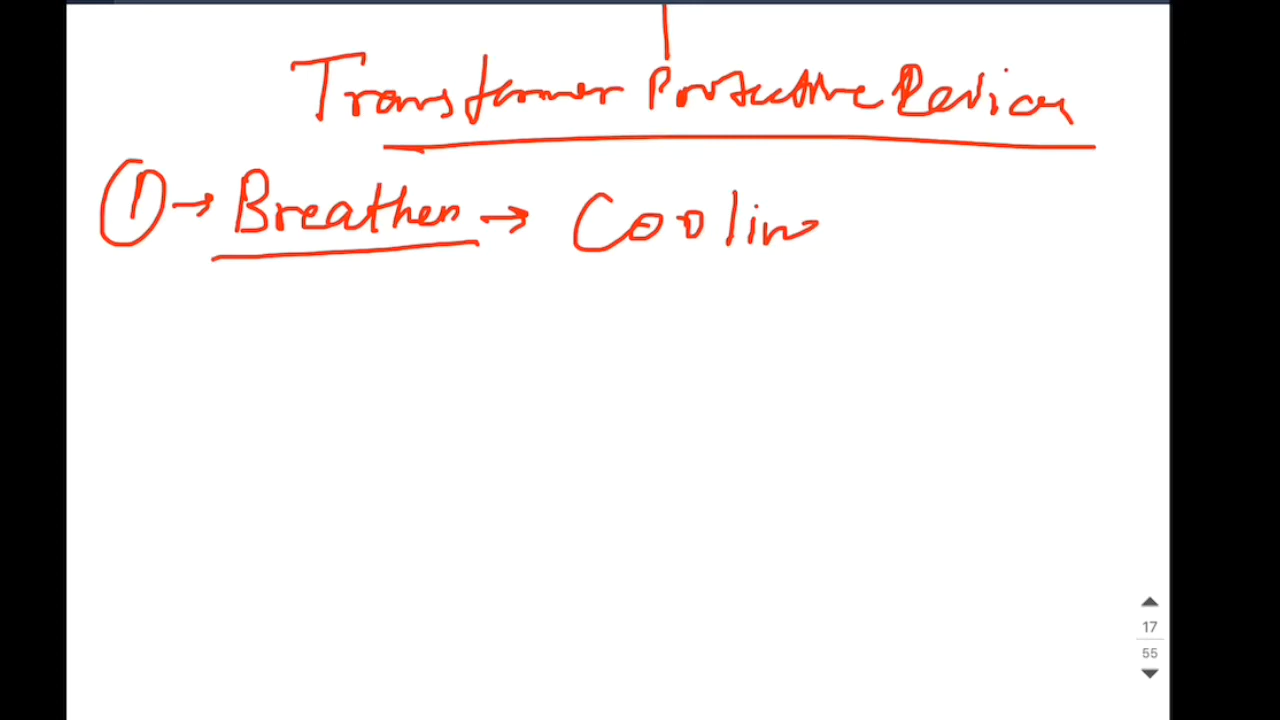 Transformer Protective Devices
① → Breather → Coolin
17
55